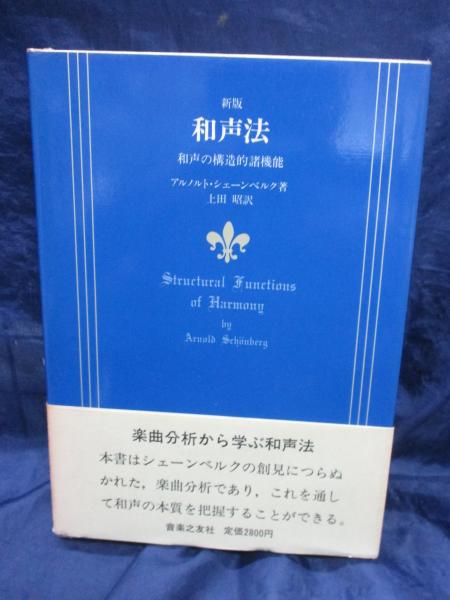 新版
和声法
和声の構造的諸機能
アルノルト・シェーンベルク著
上田 昭訳
Structural Functions
of Harmony
by
Arnold Schönberg
楽曲分析から学ぶ和声法
本書はシェーンベルクの創見につらぬ
かれた，楽曲分析であり，これを通し
て和声の本質を把握することができる。
音楽之友社 定価2800円